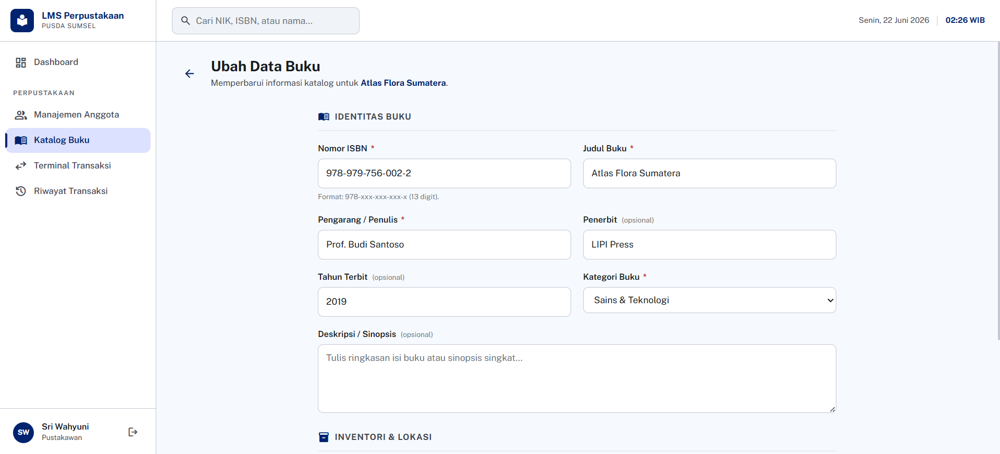 LMS Perpustakaan
PUSDA SUMSEL
Cari NIK, ISBN, atau nama...
Senin, 22 Juni 2026
02:26 WIB
Dashboard
PERPUSTAKAAN
Manajemen Anggota
Katalog Buku
Terminal Transaksi
Riwayat Transaksi
SW
Sri Wahyuni
Pustakawan
Ubah Data Buku
Memperbarui informasi katalog untuk Atlas Flora Sumatera.
IDENTITAS BUKU
Nomor ISBN *
978-979-756-002-2
Format: 978-xxx-xxx-xxx-x (13 digit).
Judul Buku *
Atlas Flora Sumatera
Pengarang / Penulis *
Prof. Budi Santoso
Penerbit (opsional)
LIPI Press
Tahun Terbit (opsional)
2019
Kategori Buku *
Sains & Teknologi
Deskripsi / Sinopsis (opsional)
Tulis ringkasan isi buku atau sinopsis singkat...
INVENTORI & LOKASI